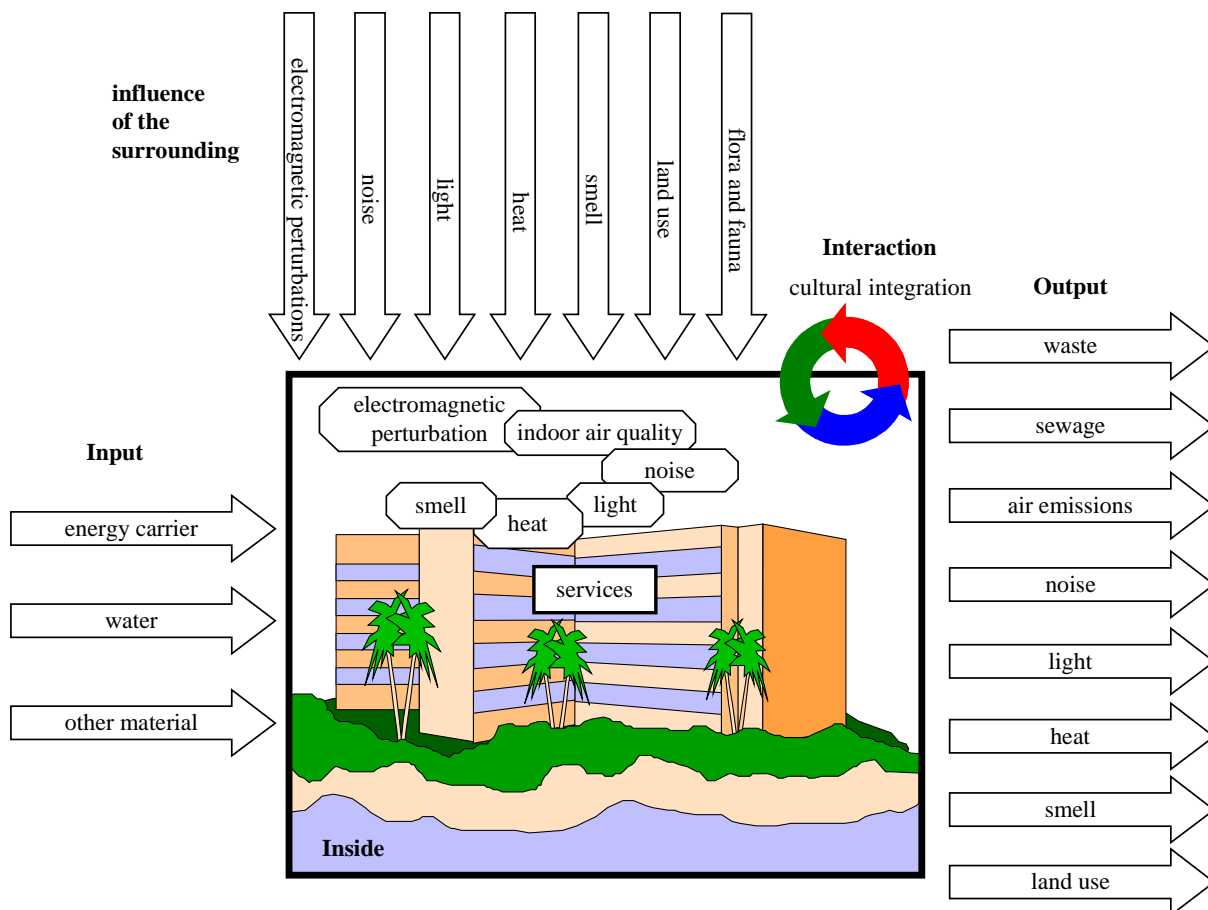 influence
of the
surrounding
electromagnetic perturbations
noise
light
heat
smell
land use
flora and fauna
Interaction
cultural integration
Output
waste
sewage
air emissions
noise
light
heat
smell
land use
Input
energy carrier
water
other material
electromagnetic
perturbation
indoor air quality
noise
light
smell
heat
services
Inside